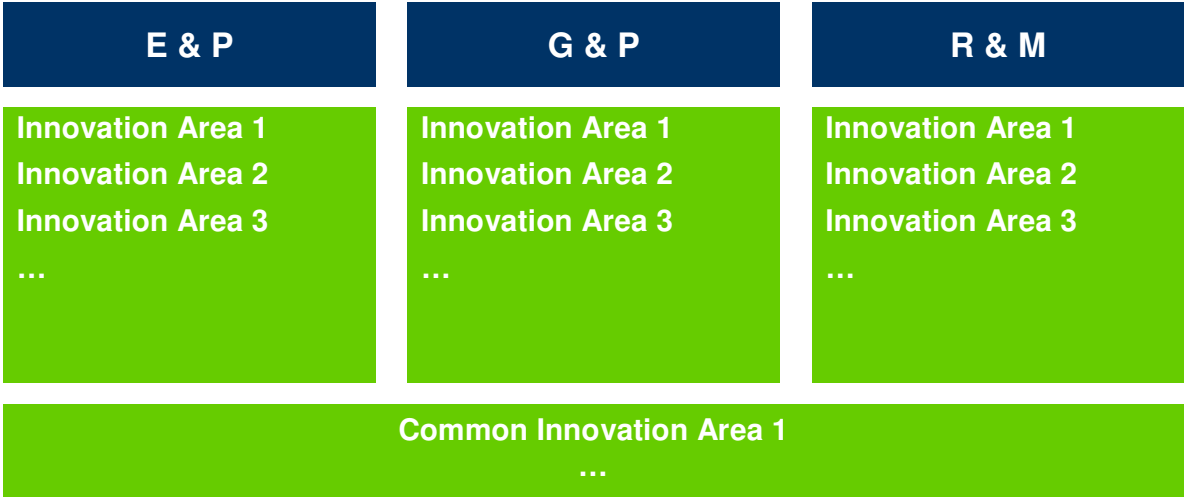 E & P
Innovation Area 1
Innovation Area 2
Innovation Area 3
…
G & P
Innovation Area 1
Innovation Area 2
Innovation Area 3
…
R & M
Innovation Area 1
Innovation Area 2
Innovation Area 3
…
Common Innovation Area 1
…